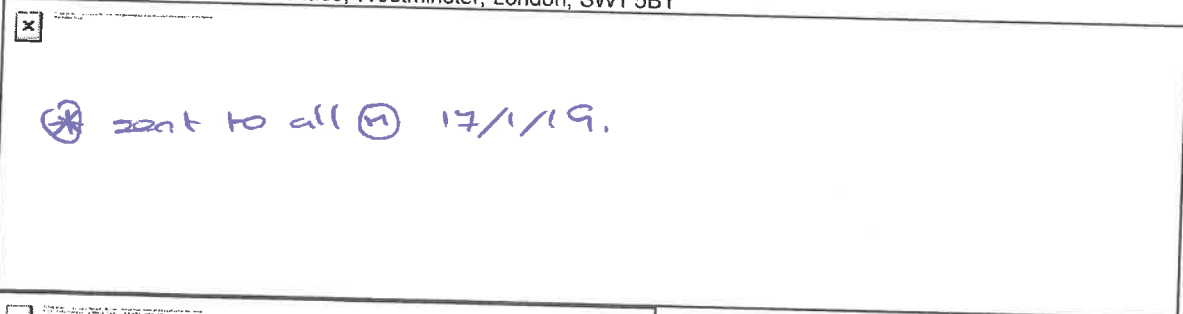 Westminster, London, SW1 5BY
⊛ sent to all Ⓜ 17/1/19.